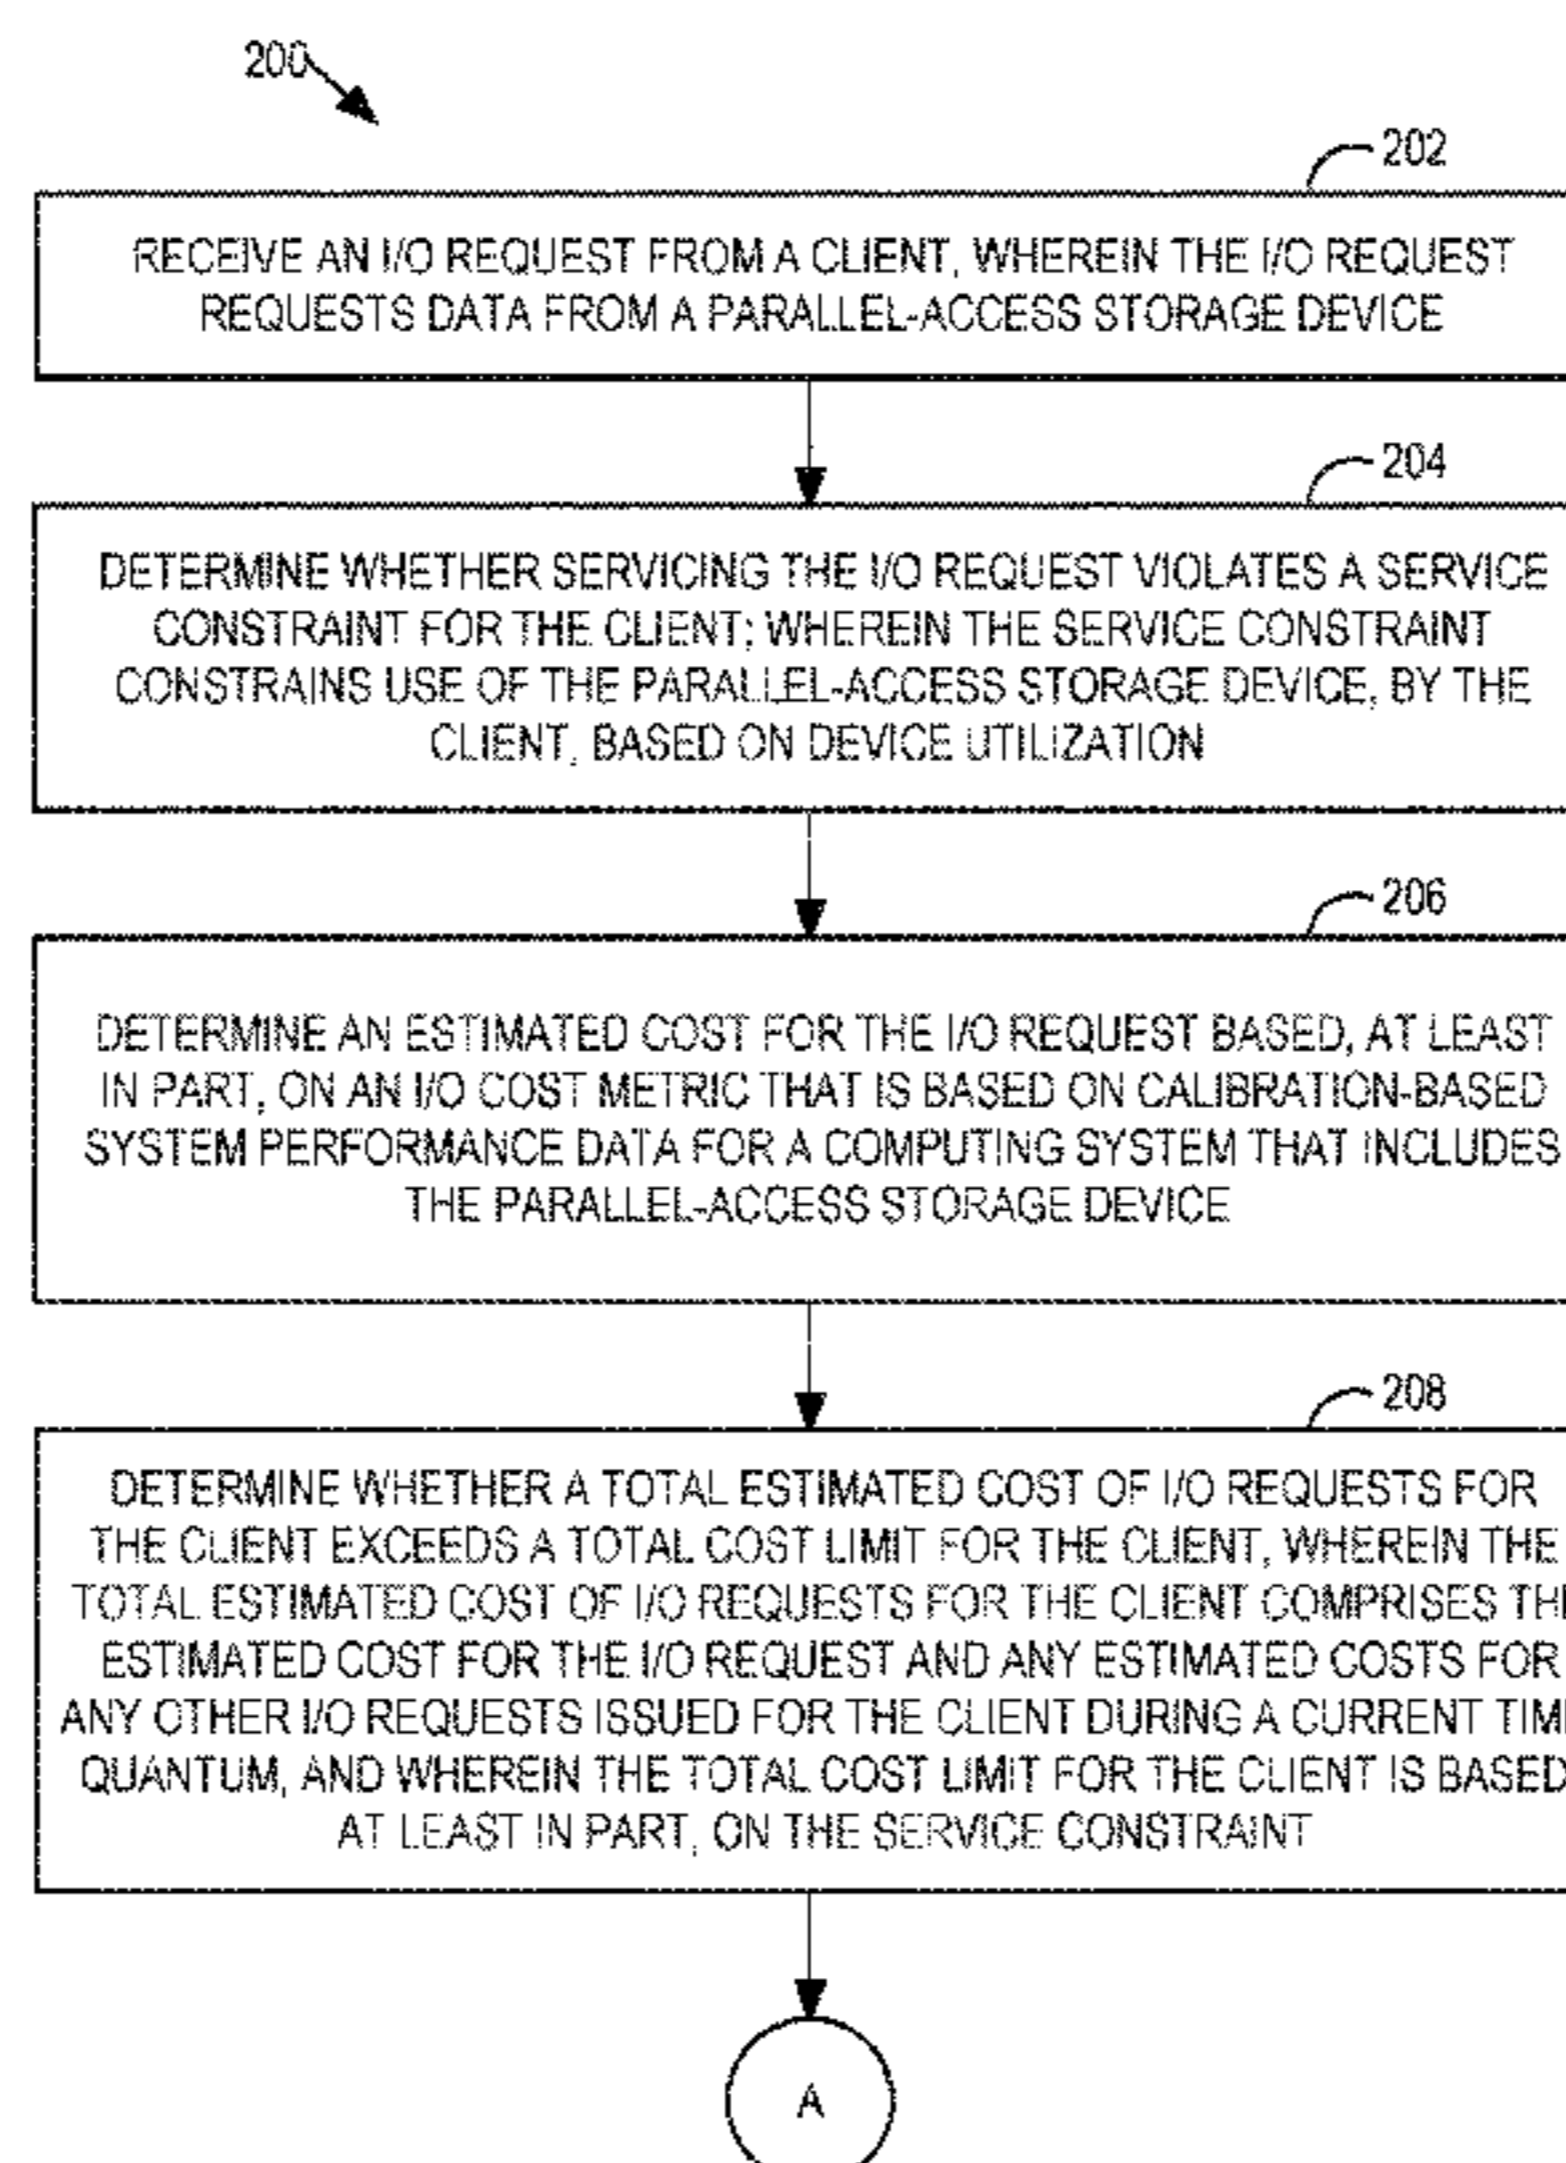 200
202
RECEIVE AN I/O REQUEST FROM A CLIENT, WHEREIN THE I/O REQUEST
REQUESTS DATA FROM A PARALLEL-ACCESS STORAGE DEVICE
204
DETERMINE WHETHER SERVICING THE I/O REQUEST VIOLATES A SERVICE
CONSTRAINT FOR THE CLIENT; WHEREIN THE SERVICE CONSTRAINT
CONSTRAINS USE OF THE PARALLEL-ACCESS STORAGE DEVICE, BY THE
CLIENT, BASED ON DEVICE UTILIZATION
206
DETERMINE AN ESTIMATED COST FOR THE I/O REQUEST BASED, AT LEAST
IN PART, ON AN I/O COST METRIC THAT IS BASED ON CALIBRATION-BASED
SYSTEM PERFORMANCE DATA FOR A COMPUTING SYSTEM THAT INCLUDES
THE PARALLEL-ACCESS STORAGE DEVICE
208
DETERMINE WHETHER A TOTAL ESTIMATED COST OF I/O REQUESTS FOR
THE CLIENT EXCEEDS A TOTAL COST LIMIT FOR THE CLIENT, WHEREIN THE
TOTAL ESTIMATED COST OF I/O REQUESTS FOR THE CLIENT COMPRISES THE
ESTIMATED COST FOR THE I/O REQUEST AND ANY ESTIMATED COSTS FOR
ANY OTHER I/O REQUESTS ISSUED FOR THE CLIENT DURING A CURRENT TIME
QUANTUM, AND WHEREIN THE TOTAL COST LIMIT FOR THE CLIENT IS BASED
AT LEAST IN PART, ON THE SERVICE CONSTRAINT
A